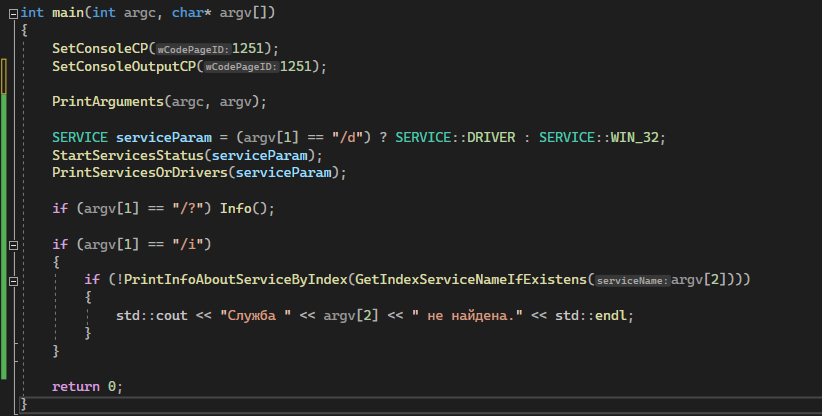 int main(int argc, char* argv[])
{
    SetConsoleCP(wCodePageID:1251);
    SetConsoleOutputCP(wCodePageID:1251);

    PrintArguments(argc, argv);

    SERVICE serviceParam = (argv[1] == "/d") ? SERVICE::DRIVER : SERVICE::WIN_32;
    StartServicesStatus(serviceParam);
    PrintServicesOrDrivers(serviceParam);

    if (argv[1] == "/?") Info();

    if (argv[1] == "/i")
    {
        if (!PrintInfoAboutServiceByIndex(GetIndexServiceNameIfExistens(serviceName:argv[2])))
        {
            std::cout << "Служба " << argv[2] << " не найдена." << std::endl;
        }
    }

    return 0;
}